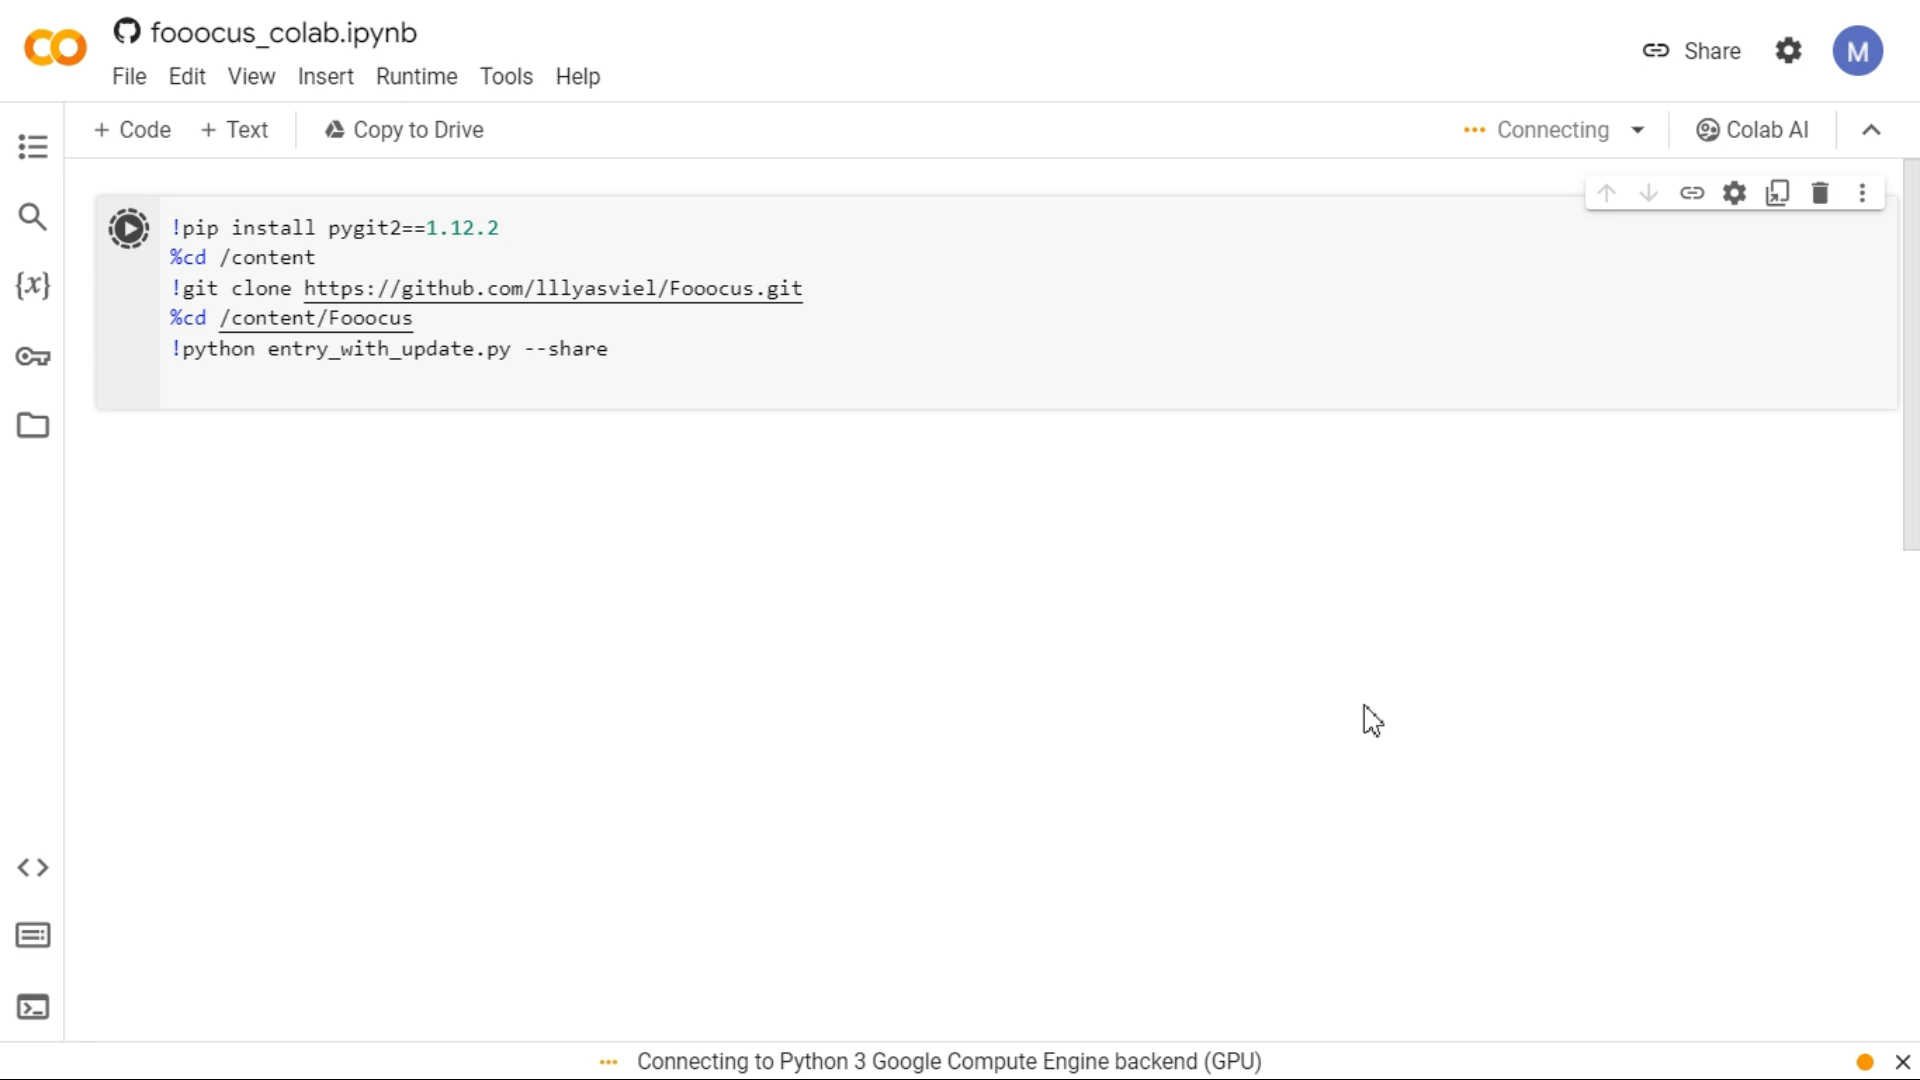 fooocus_colab.ipynb
File Edit View Insert Runtime Tools Help
Share
M
+ Code + Text Copy to Drive
Connecting
Colab AI
!pip install pygit2==1.12.2
%cd /content
!git clone https://github.com/lllyasviel/Fooocus.git
%cd /content/Fooocus
!python entry_with_update.py --share
{x}
Connecting to Python 3 Google Compute Engine backend (GPU)